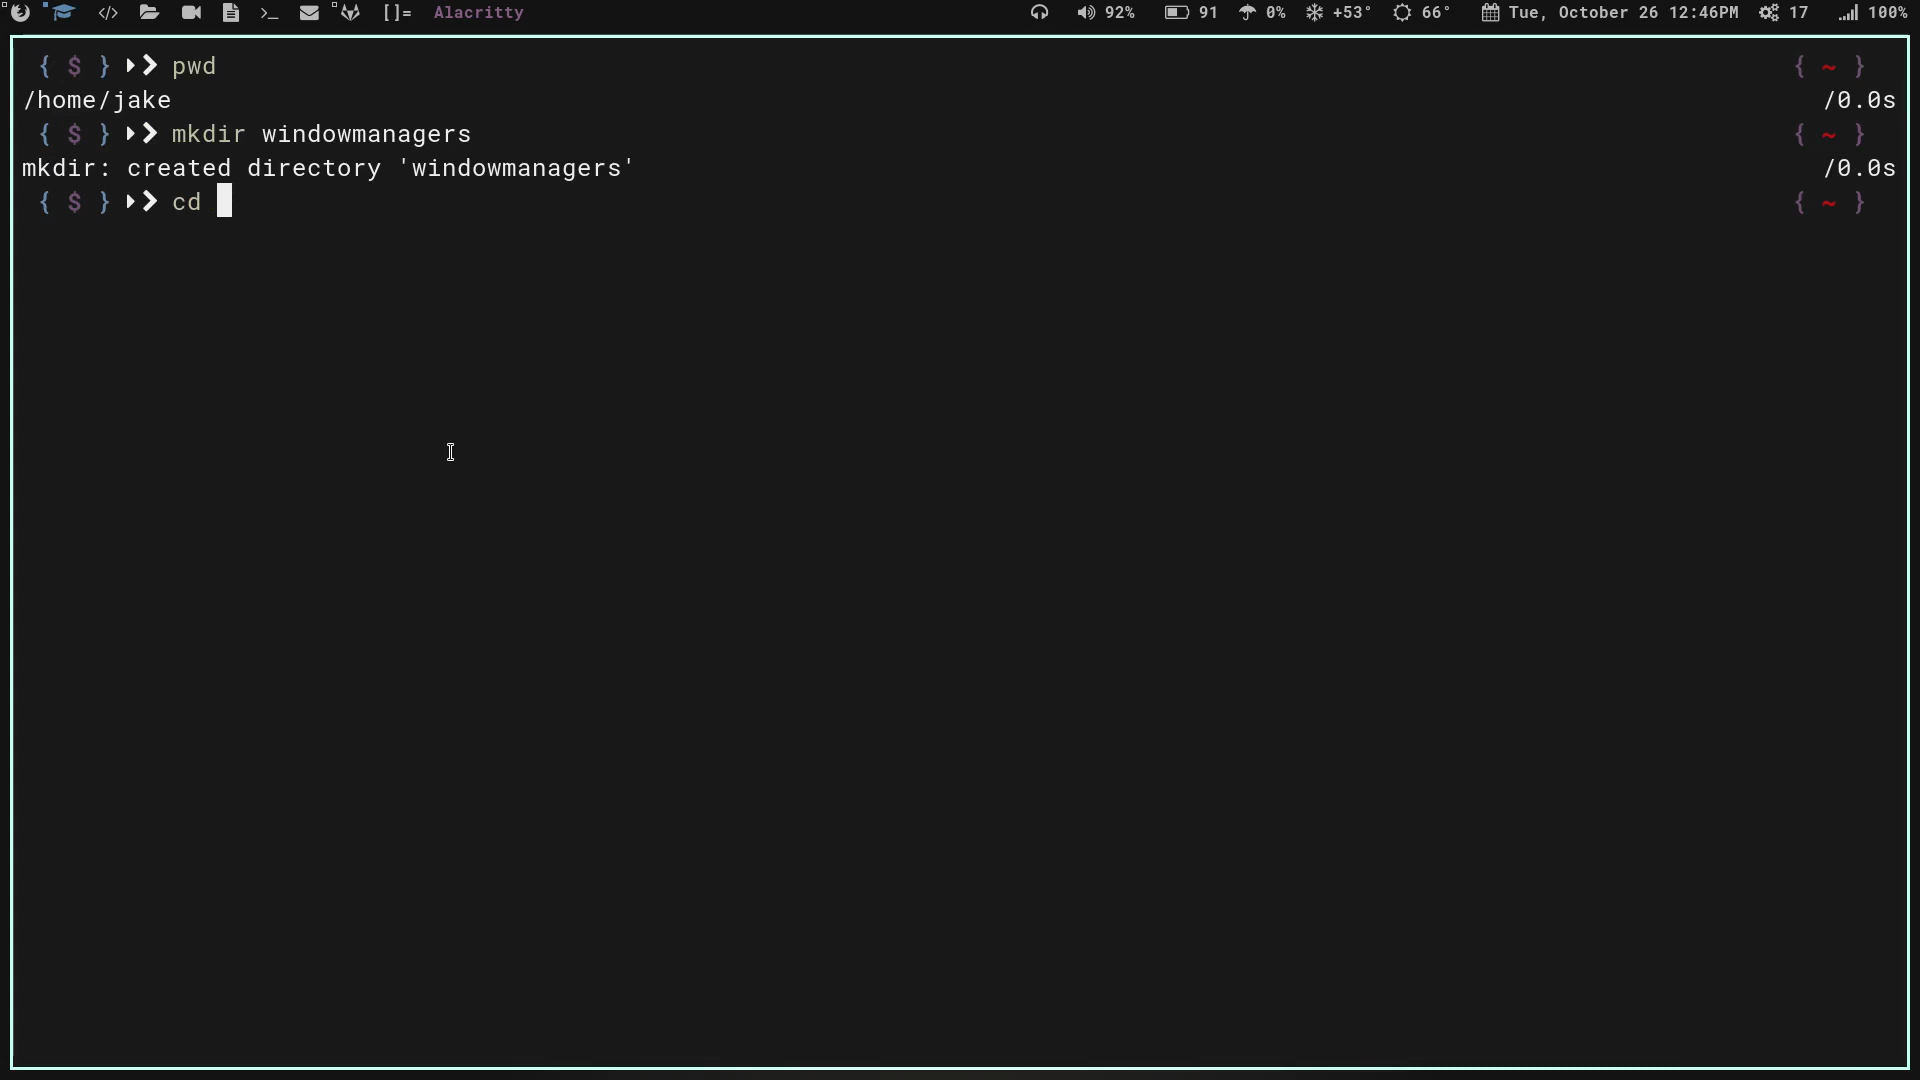 []= Alacritty 92% 91 0% +53° 66° Tue, October 26 12:46PM 17 100%
{ $ } pwd { ~ }
/home/jake /0.0s
{ $ } mkdir windowmanagers { ~ }
mkdir: created directory 'windowmanagers' /0.0s
{ $ } cd { ~ }